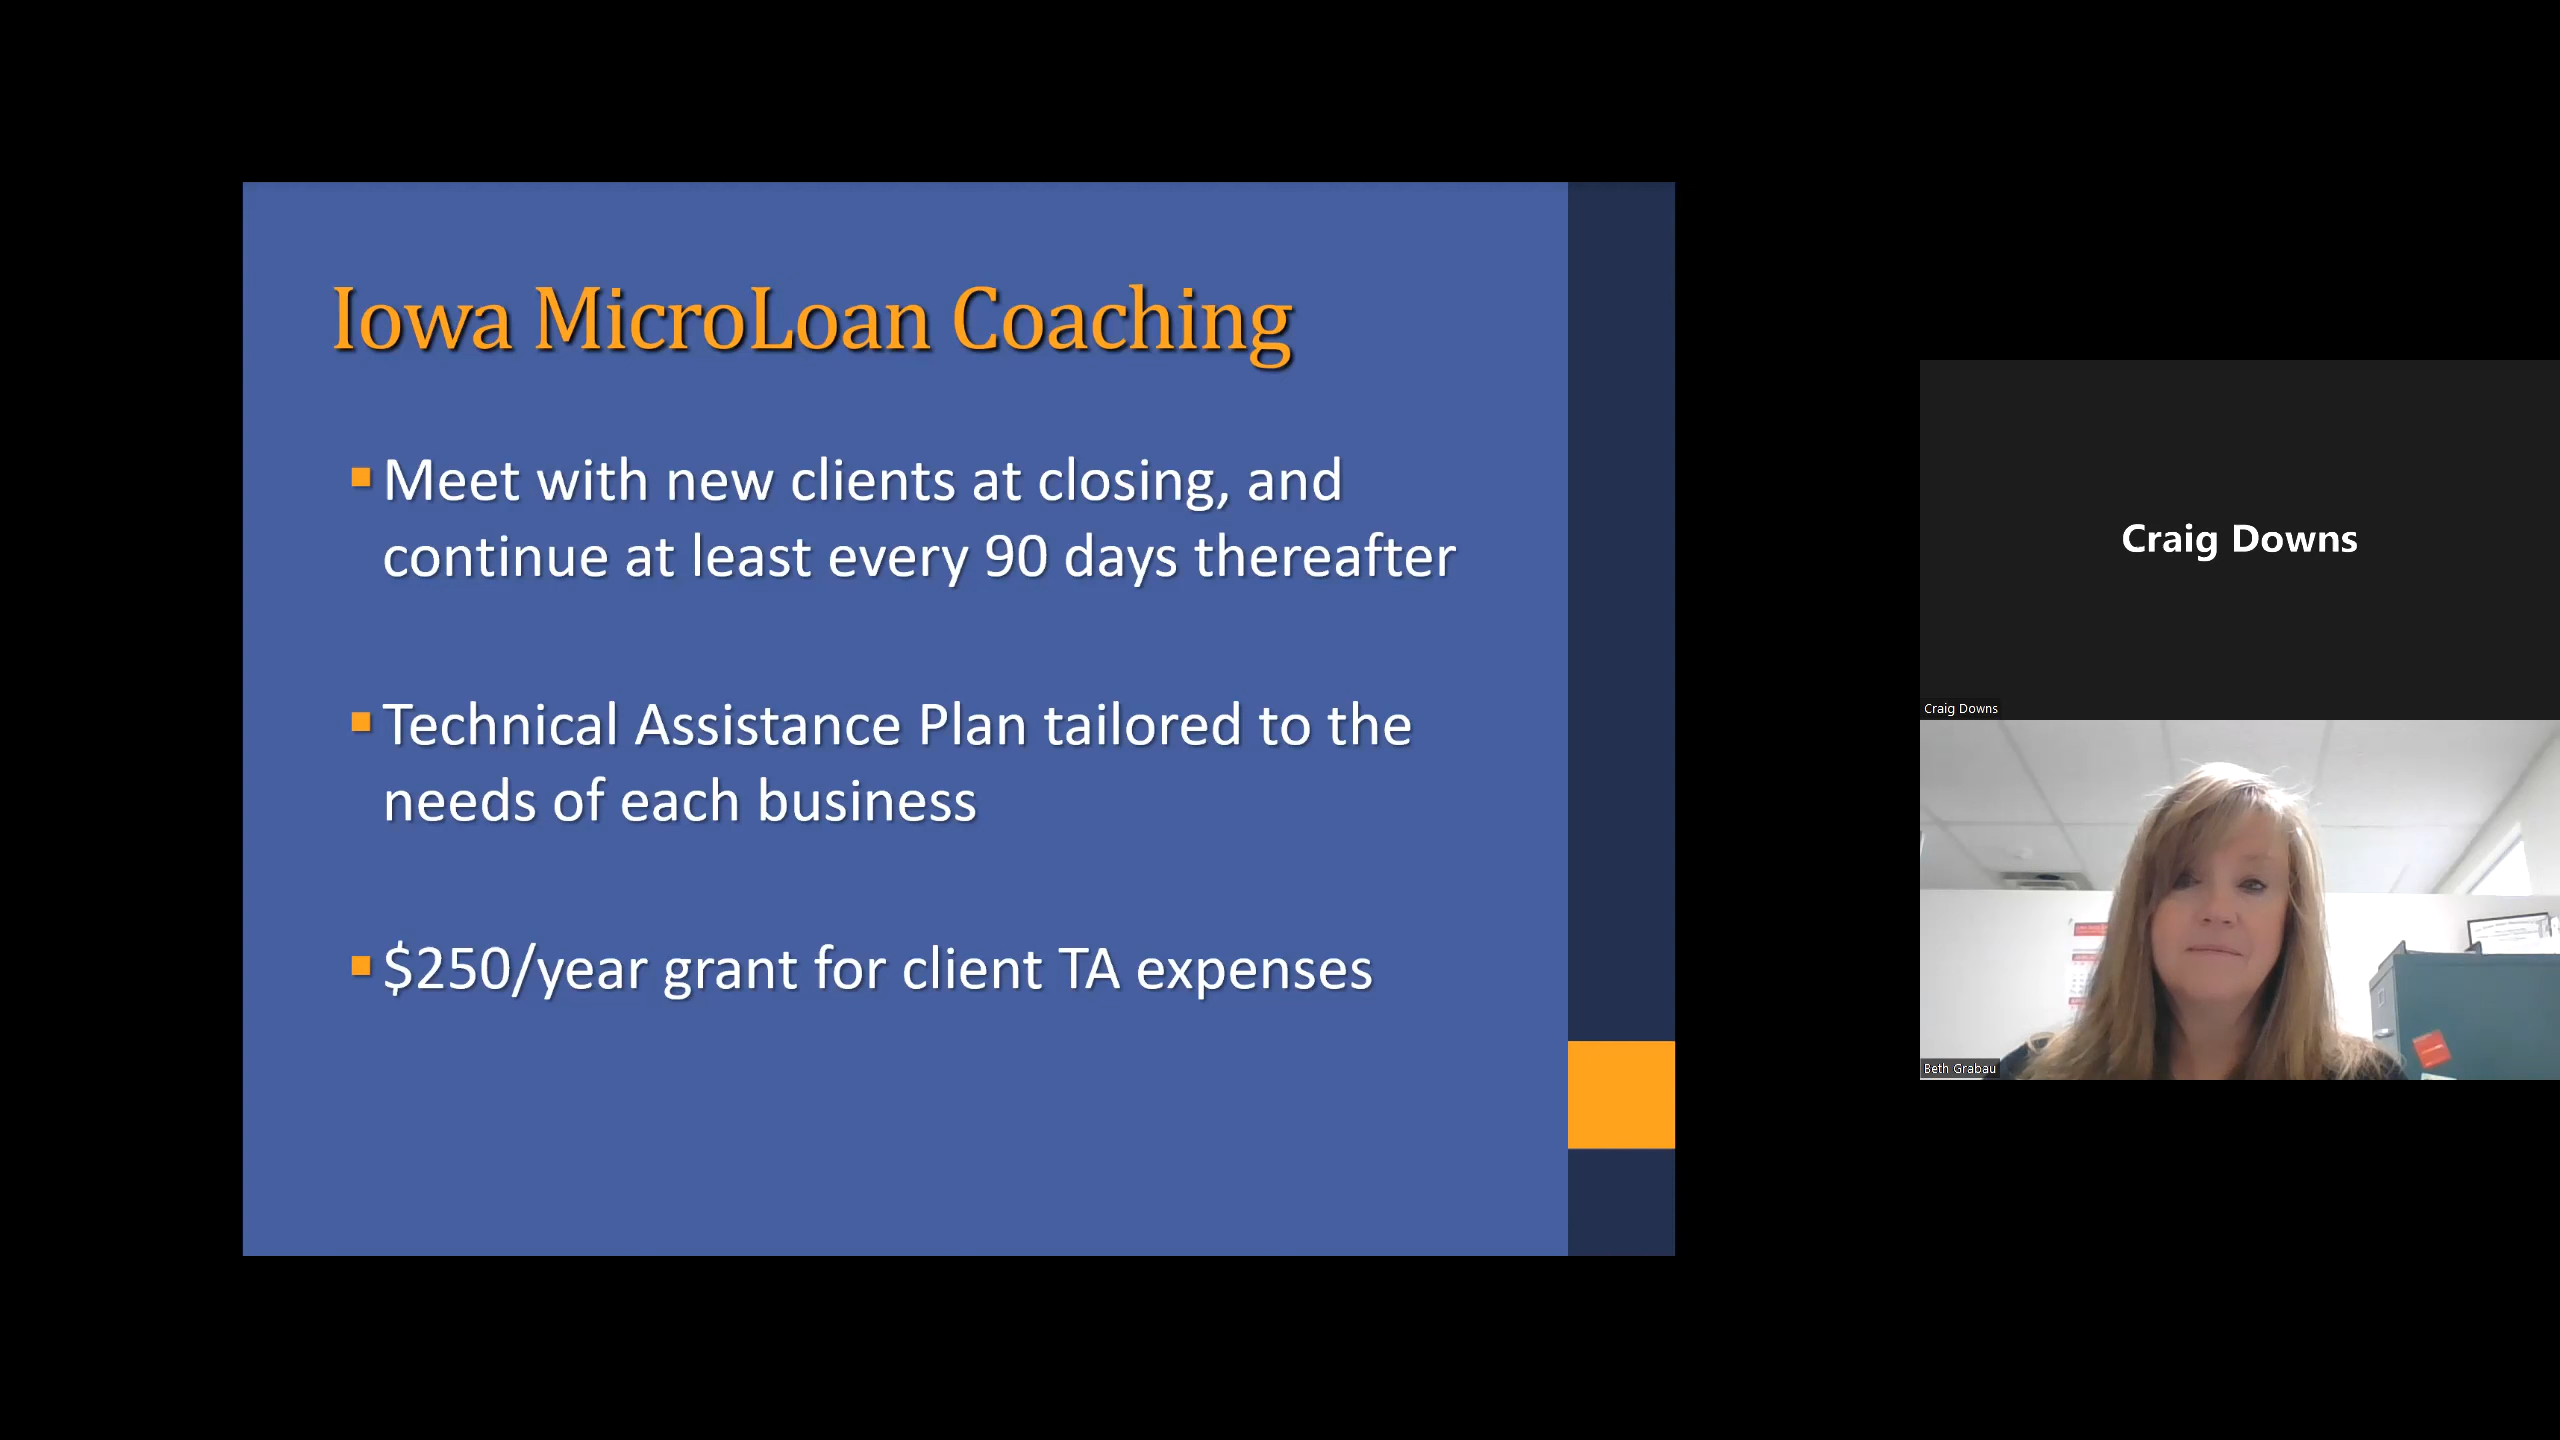 Iowa MicroLoan Coaching
Meet with new clients at closing, and
continue at least every 90 days thereafter
Technical Assistance Plan tailored to the
needs of each business
$250/year grant for client TA expenses
Craig Downs
Craig Downs
Beth Grabau